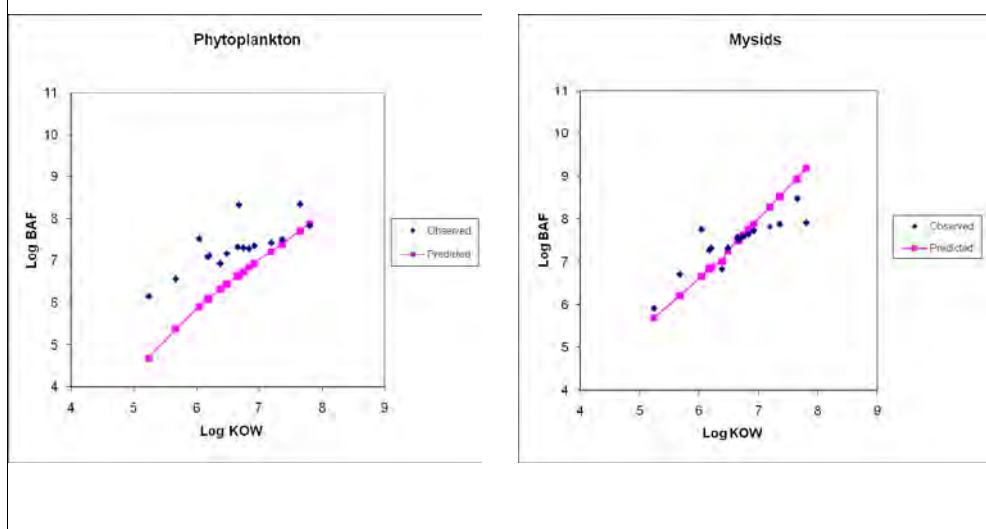 Phytoplankton
11
10
9
8
7
6
5
4
Log BAF
4 5 6 7 8 9
Log KOW
Observed
Predicted
Mysids
11
10
9
8
7
6
5
4
Log BAF
4 5 6 7 8 9
Log KOW
Observed
Predicted